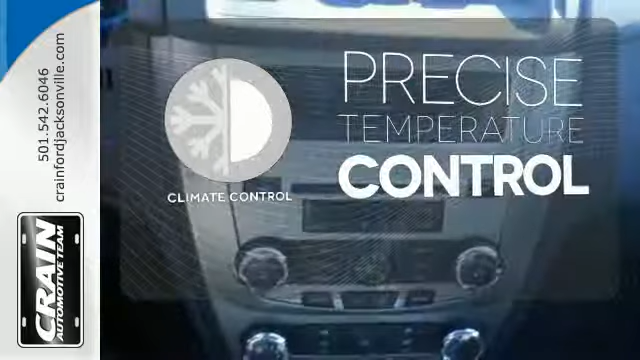 PRECISE
TEMPERATURE
CONTROL
CLIMATE CONTROL
501.542.6046
crainfordjacksonville.com
CRAIN
AUTOMOTIVE TEAM